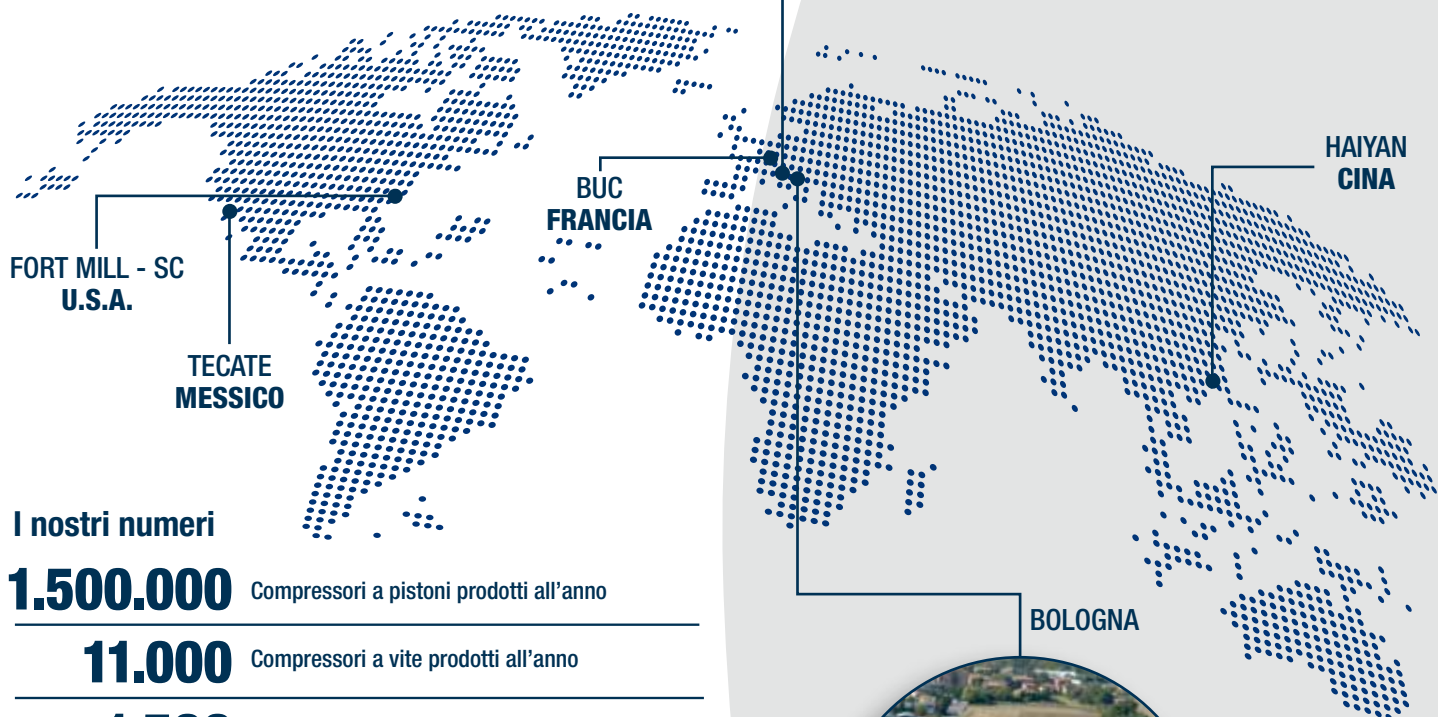 HAIYAN
CINA
BUC
FRANCIA
FORT MILL - SC
U.S.A.
TECATE
MESSICO
I nostri numeri
1.500.000 Compressori a pistoni prodotti all'anno
11.000 Compressori a vite prodotti all'anno
BOLOGNA